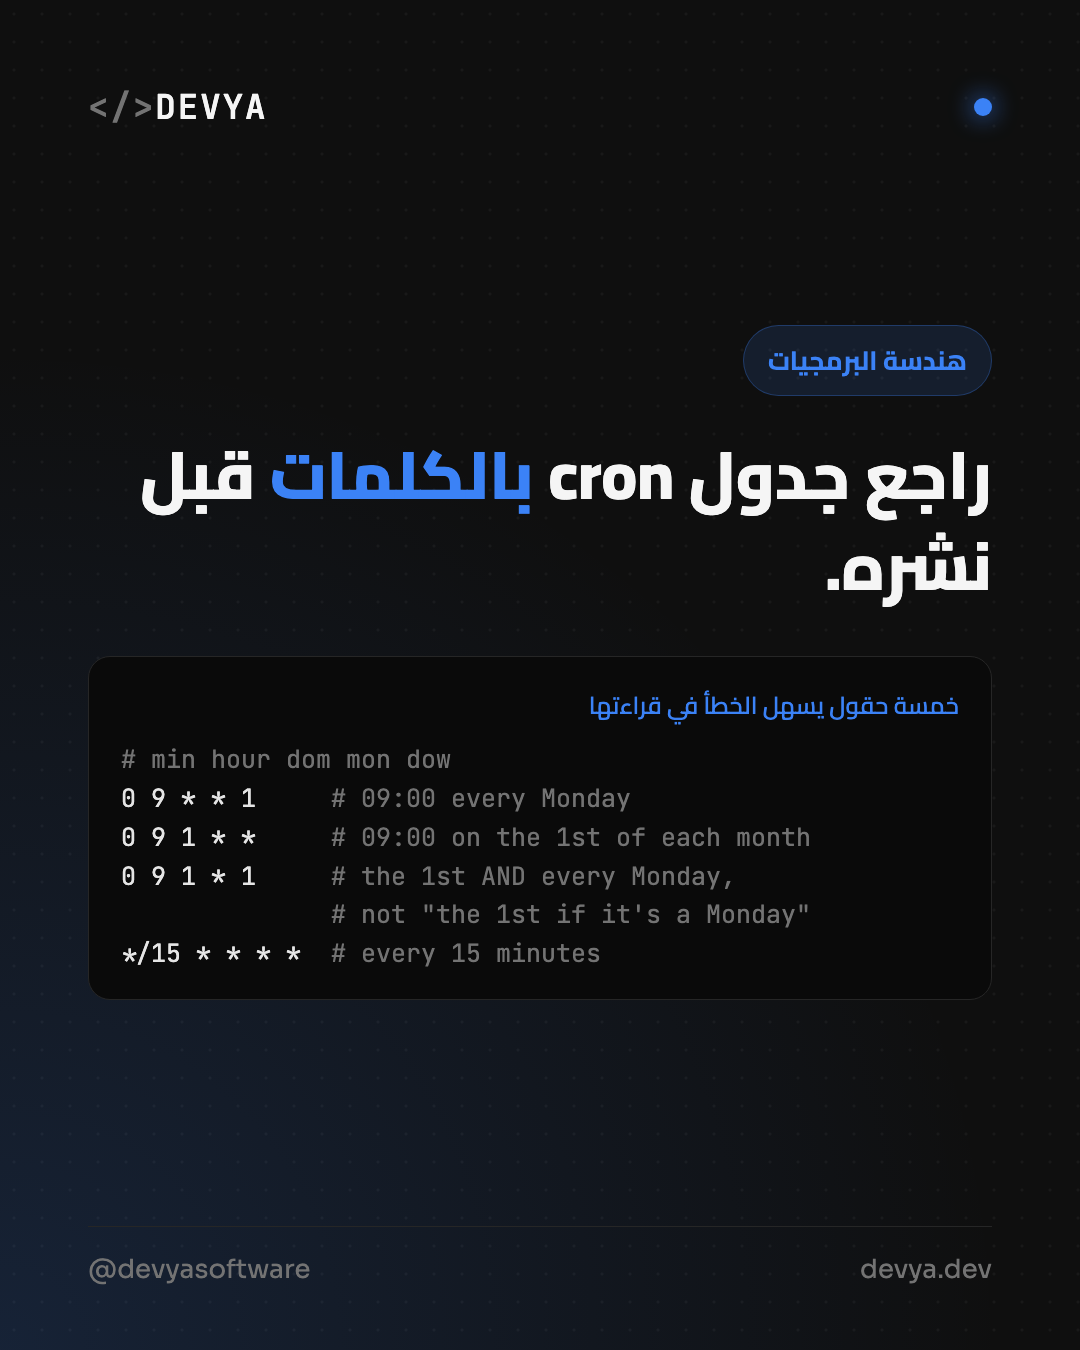 </>DEVYA
هندسة البرمجيات
راجع جدول cron بالكلمات قبل
نشره.
خمسة حقول يسهل الخطأ في قراءتها
# min hour dom mon dow
0 9 * * 1     # 09:00 every Monday
0 9 1 * *     # 09:00 on the 1st of each month
0 9 1 * 1     # the 1st AND every Monday,
              # not "the 1st if it's a Monday"
*/15 * * * *  # every 15 minutes
@devyasoftware
devya.dev